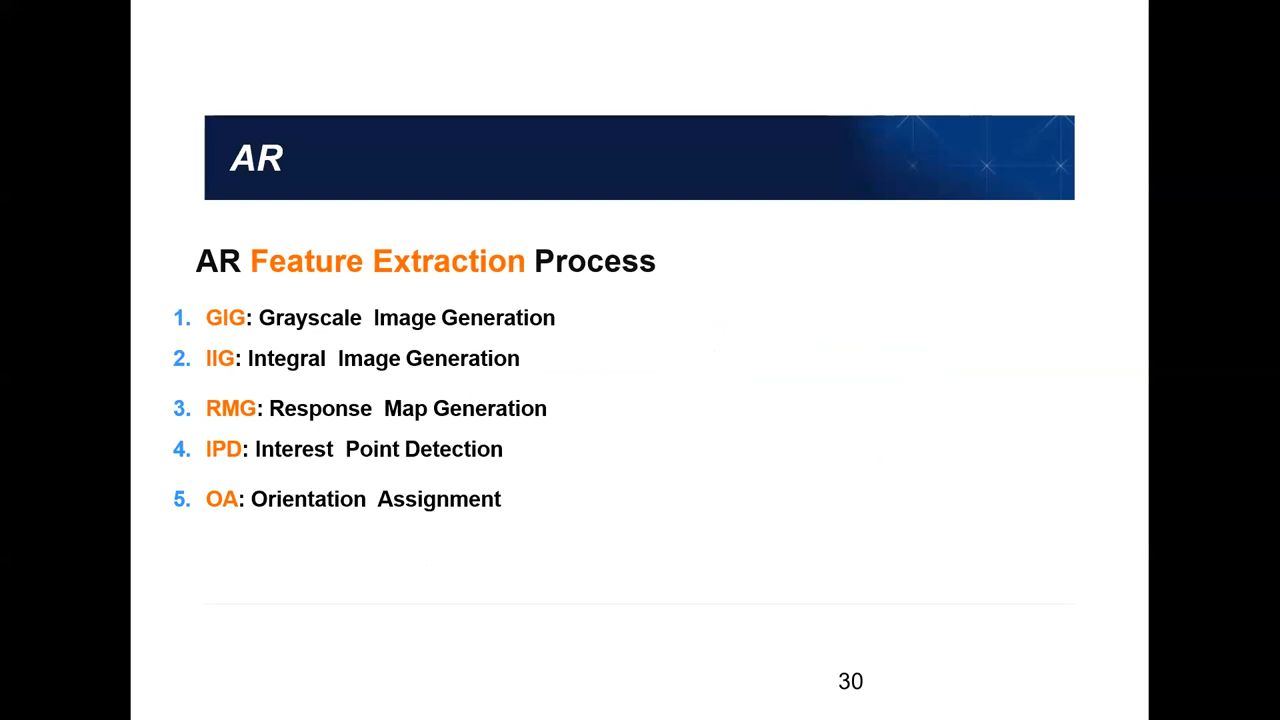 AR
AR Feature Extraction Process
1. GIG: Grayscale Image Generation
2. IIG: Integral Image Generation
3. RMG: Response Map Generation
4. IPD: Interest Point Detection
5. OA: Orientation Assignment
30